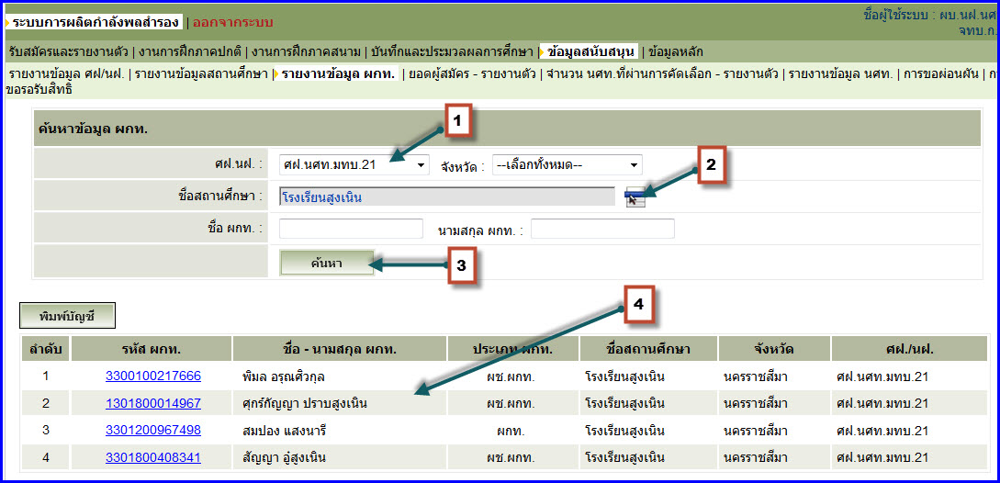 ระบบการผลิตกำลังพลสำรอง | ออกจากระบบ
ชื่อผู้ใช้ระบบ : ผบ.นฝ.นศ
จทบ.ก.
รับสมัครและรายงานตัว | งานการฝึกภาคปกติ | งานการฝึกภาคสนาม | บันทึกและประมวลผลการศึกษา | ข้อมูลสนับสนุน | ข้อมูลหลัก
รายงานข้อมูล ศฝ/นฝ. | รายงานข้อมูลสถานศึกษา | รายงานข้อมูล ผกท. | ยอดผู้สมัคร - รายงานตัว | จำนวน นศท.ที่ผ่านการคัดเลือก - รายงานตัว | รายงานข้อมูล นศท. | การขอผ่อนผัน |
ขอรอรับสิทธิ
ค้นหาข้อมูล ผกท.
1
ศฝ.นฝ. : ศฝ.นศท.มทบ.21 จังหวัด : --เลือกทั้งหมด--
2
ชื่อสถานศึกษา : โรงเรียนสูงเนิน
ชื่อ ผกท. : นามสกุล ผกท. :
ค้นหา
3
4
พิมพ์บัญชี
ลำดับ รหัส ผกท. ชื่อ - นามสกุล ผกท. ประเภท ผกท. ชื่อสถานศึกษา จังหวัด ศฝ./นฝ.
1 3300100217666 พิมล อรุณศิวกุล ผช.ผกท. โรงเรียนสูงเนิน นครราชสีมา ศฝ.นศท.มทบ.21
2 1301800014967 ศุกร์กัญญา ปราบสูงเนิน ผช.ผกท. โรงเรียนสูงเนิน นครราชสีมา ศฝ.นศท.มทบ.21
3 3301200967498 สมปอง แสงนารี ผกท. โรงเรียนสูงเนิน นครราชสีมา ศฝ.นศท.มทบ.21
4 3301800408341 สัญญา อู่สูงเนิน ผช.ผกท. โรงเรียนสูงเนิน นครราชสีมา ศฝ.นศท.มทบ.21